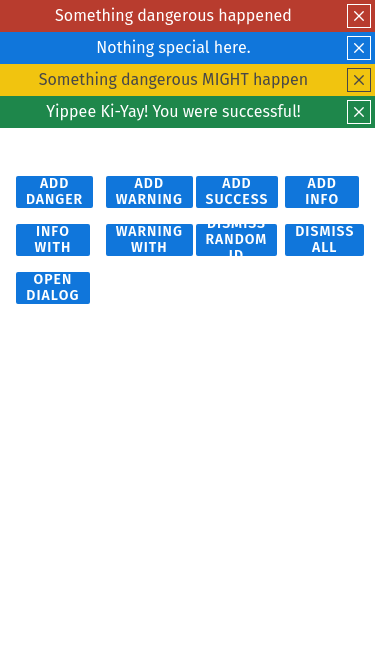 Something dangerous happened
Nothing special here.
Something dangerous MIGHT happen
Yippee Ki-Yay! You were successful!
ADD
DANGER
ADD
WARNING
ADD
SUCCESS
ADD
INFO
INFO
WITH
WARNING
WITH
DISMISS
RANDOM
ID
DISMISS
ALL
OPEN
DIALOG